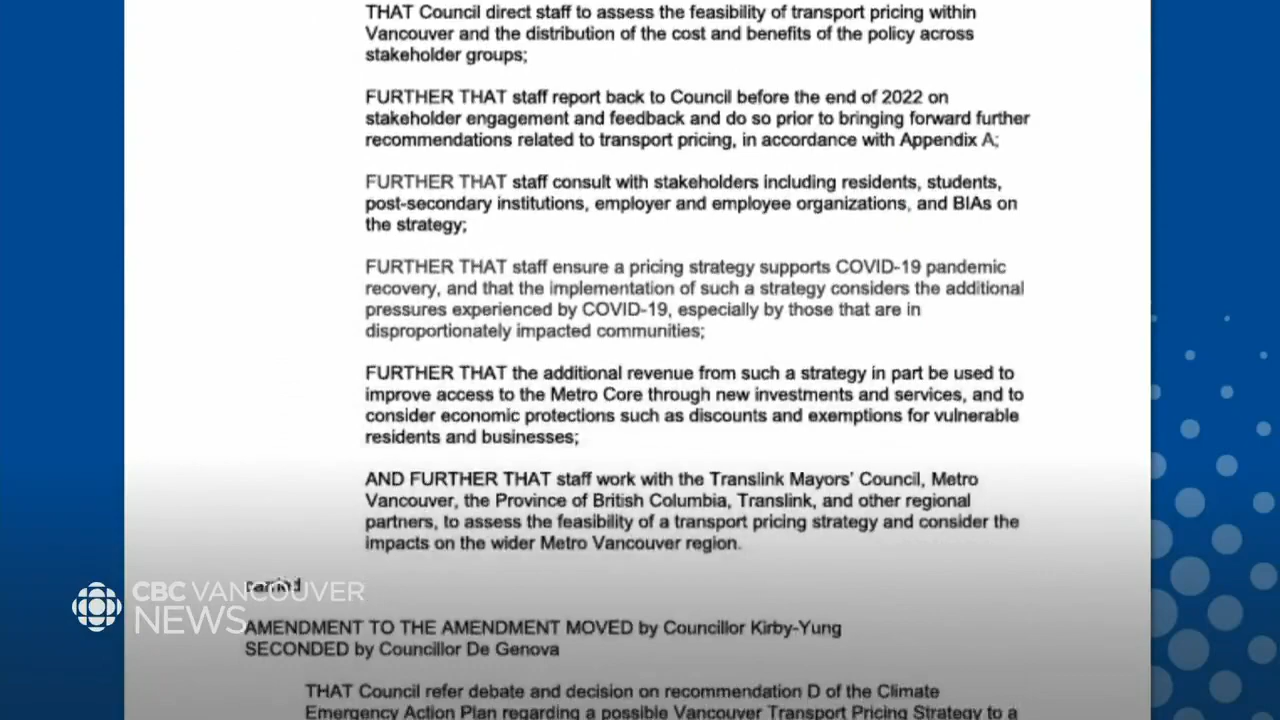 THAT Council direct staff to assess the feasibility of transport pricing within
Vancouver and the distribution of the cost and benefits of the policy across
stakeholder groups;
FURTHER THAT staff report back to Council before the end of 2022 on
stakeholder engagement and feedback and do so prior to bringing forward further
recommendations related to transport pricing, in accordance with Appendix A;
FURTHER THAT staff consult with stakeholders including residents, students,
post-secondary institutions, employer and employee organizations, and BIAs on
the strategy;
FURTHER THAT staff ensure a pricing strategy supports COVID-19 pandemic
recovery, and that the implementation of such a strategy considers the additional
pressures experienced by COVID-19, especially by those that are in
disproportionately impacted communities;
FURTHER THAT the additional revenue from such a strategy in part be used to
improve access to the Metro Core through new investments and services, and to
consider economic protections such as discounts and exemptions for vulnerable
residents and businesses;
AND FURTHER THAT staff work with the Translink Mayors' Council, Metro
Vancouver, the Province of British Columbia, Translink, and other regional
partners, to assess the feasibility of a transport pricing strategy and consider the
impacts on the wider Metro Vancouver region.
carried
CBC VANCOUVER
NEWS
AMENDMENT TO THE AMENDMENT MOVED by Councillor Kirby-Yung
SECONDED by Councillor De Genova
THAT Council refer debate and decision on recommendation D of the Climate
Emergency Action Plan regarding a possible Vancouver Transport Pricing Strategy to a